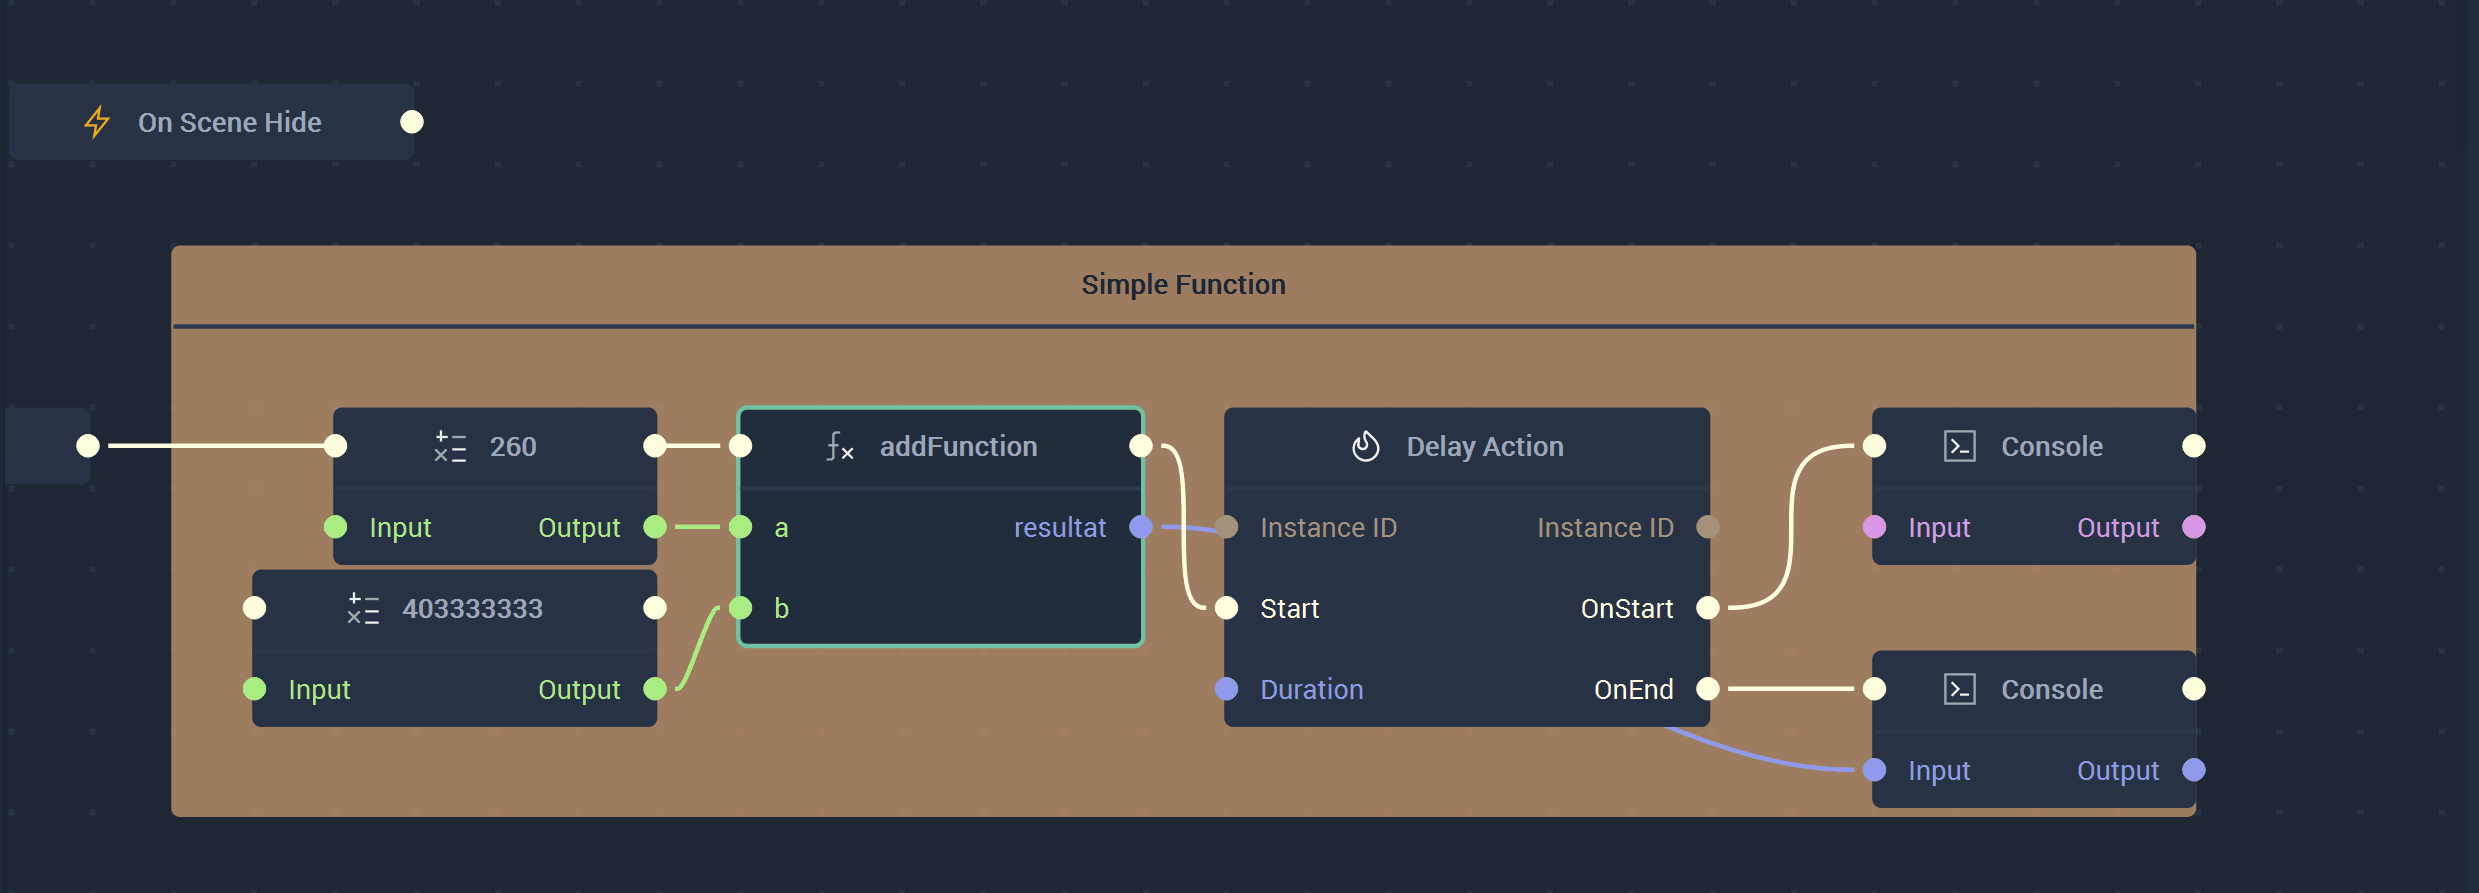 On Scene Hide
Simple Function
260
Input Output
403333333
Input Output
addFunction
a resultat
b
Delay Action
Instance ID Instance ID
Start OnStart
Duration OnEnd
Console
Input Output
Console
Input Output